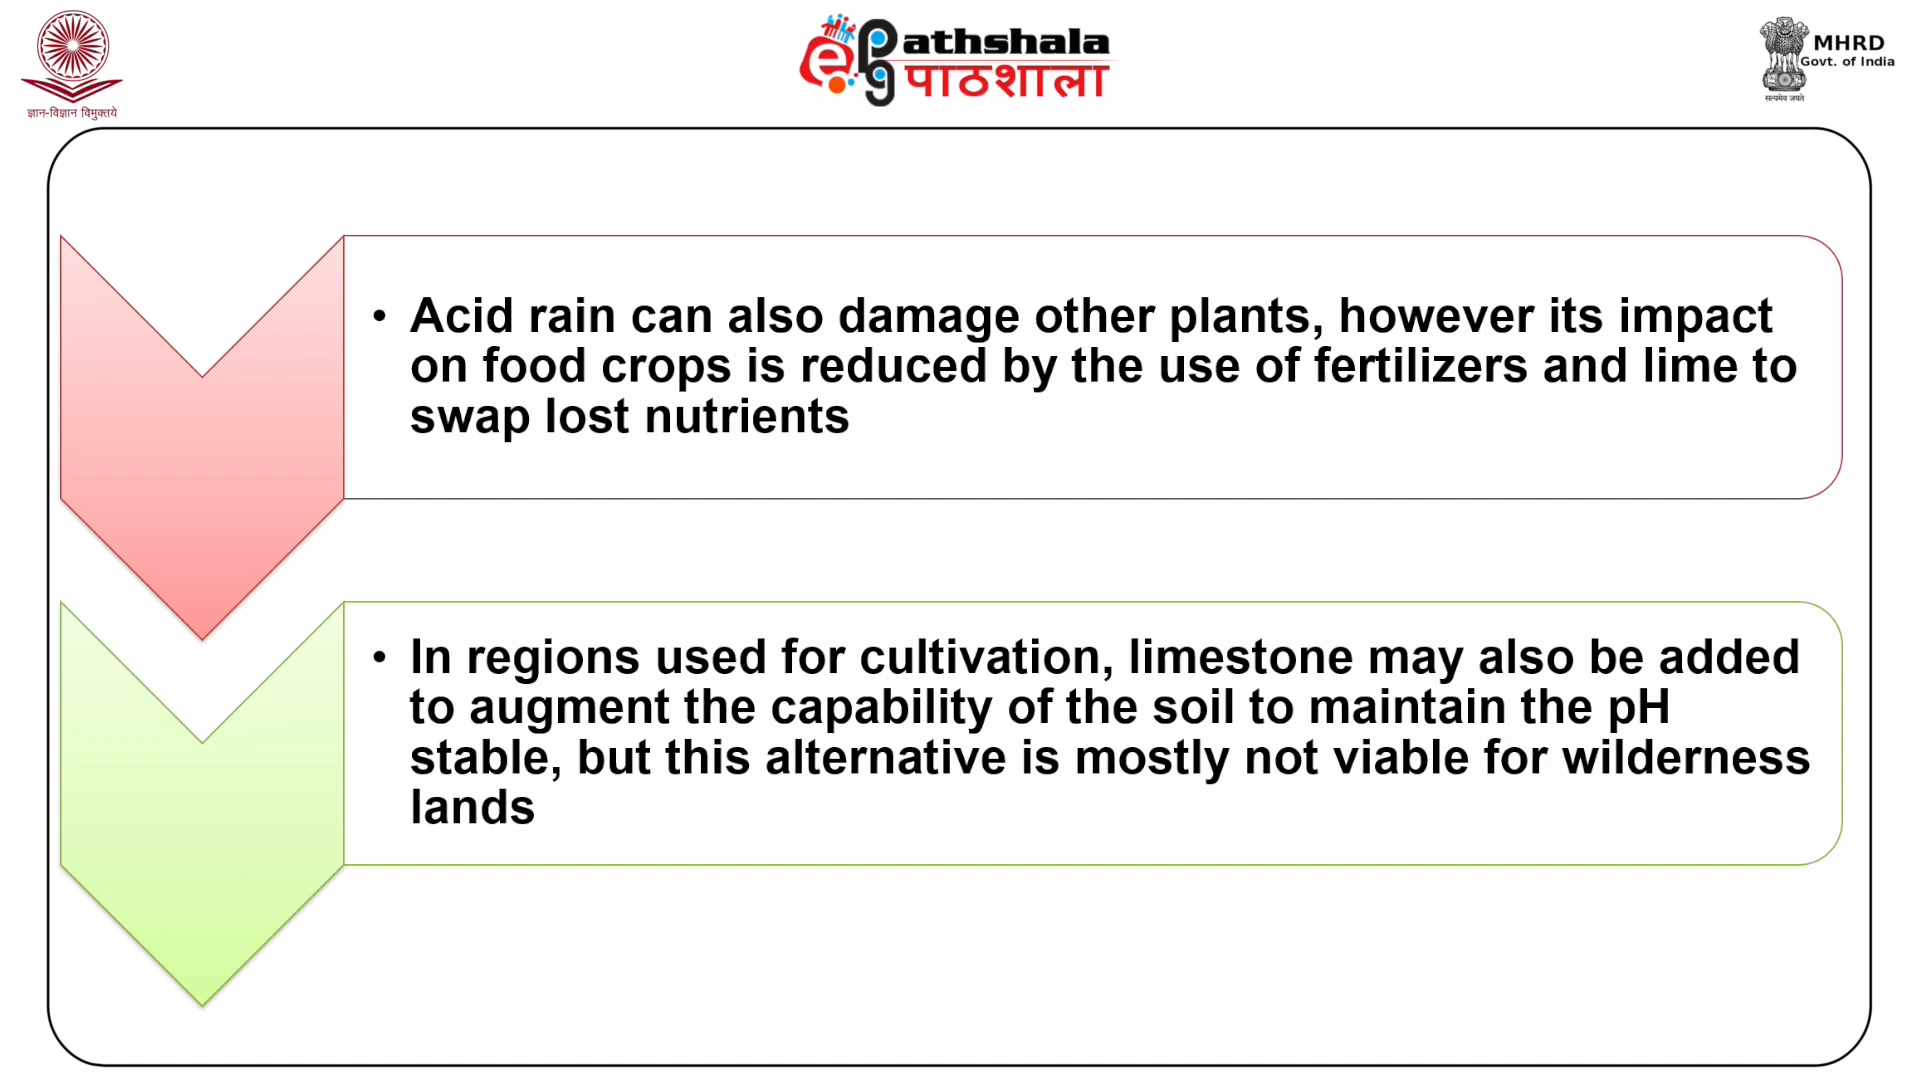 ज्ञान-विज्ञान विमुक्तये
ePG athshala
पाठशाला
MHRD
Govt. of India
सत्यमेव जयते
• Acid rain can also damage other plants, however its impact
on food crops is reduced by the use of fertilizers and lime to
swap lost nutrients
• In regions used for cultivation, limestone may also be added
to augment the capability of the soil to maintain the pH
stable, but this alternative is mostly not viable for wilderness
lands